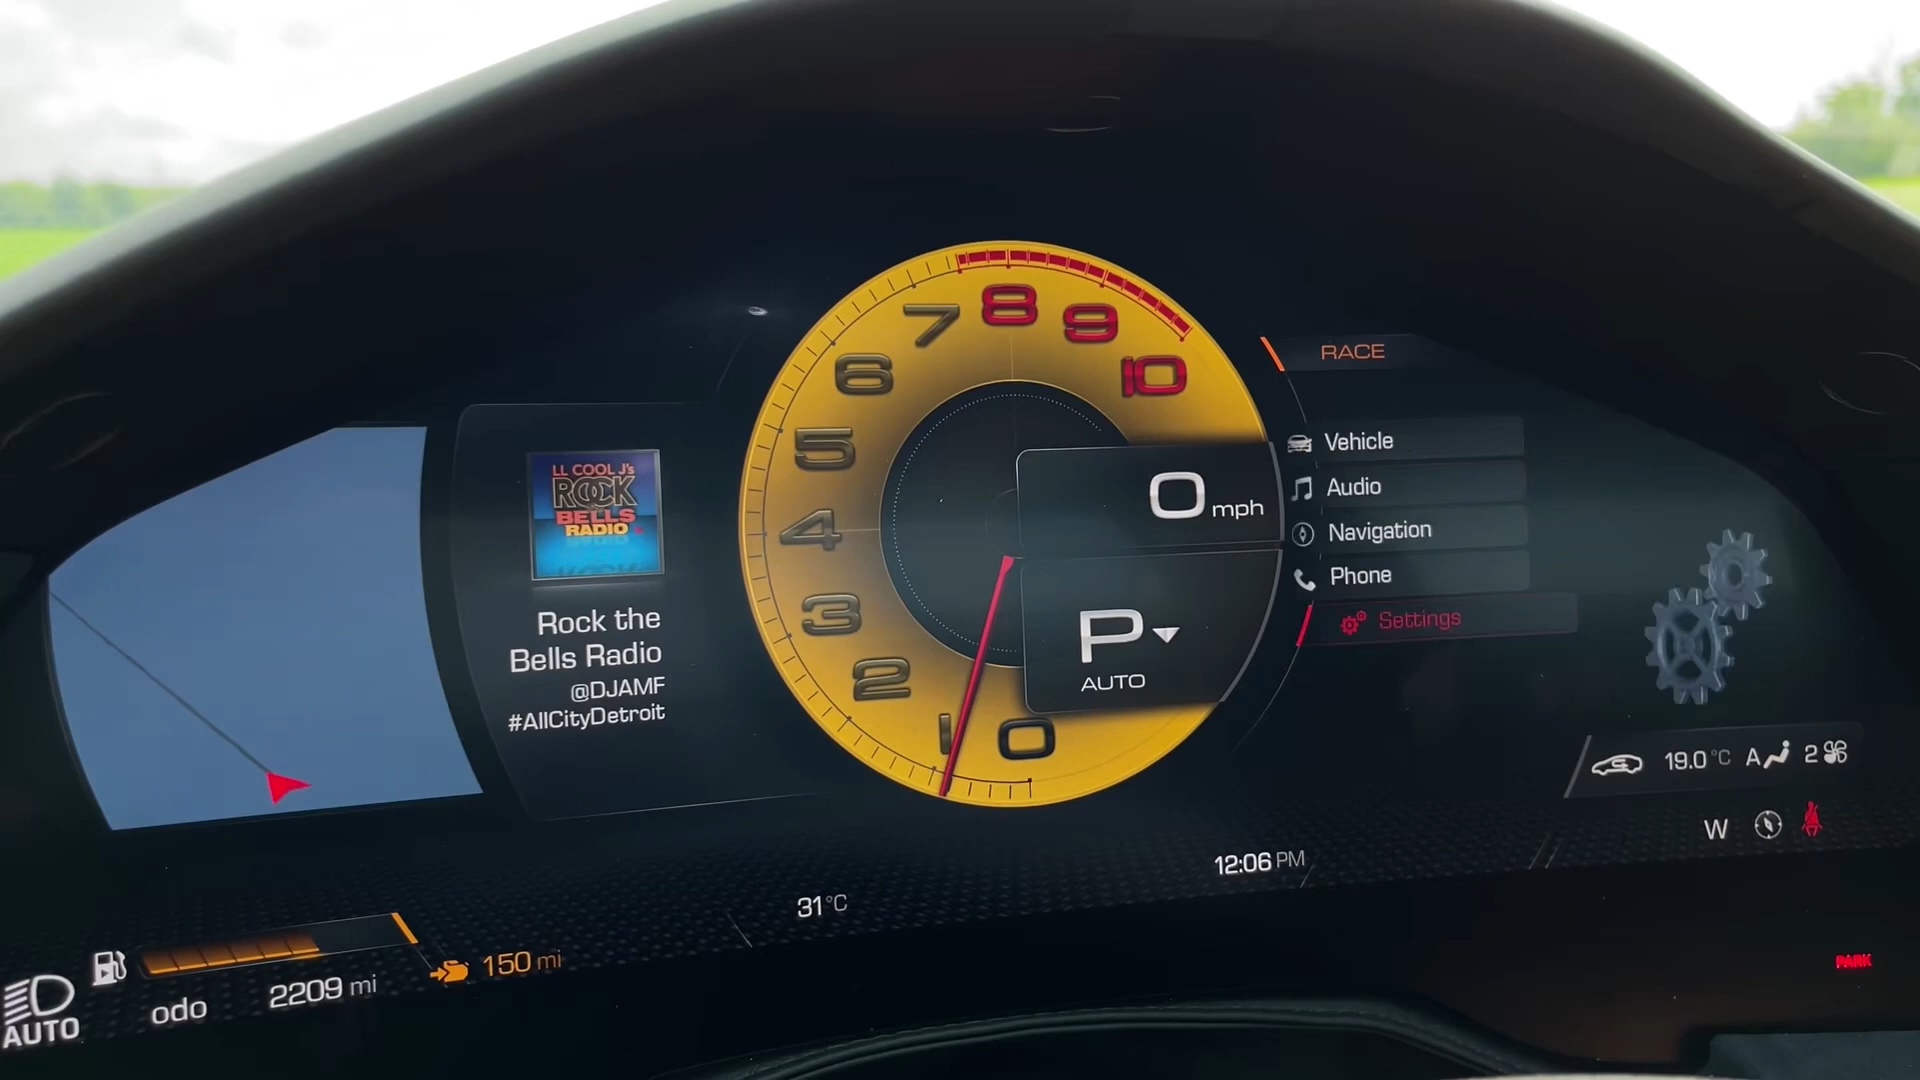 LL COOL J's
ROCK
BELLS
RADIO
Rock the
Bells Radio
@DJAMF
#AllCityDetroit
7
8
9
6
10
5
4
3
2
1
0
0 mph
P
AUTO
RACE
Vehicle
Audio
Navigation
Phone
Settings
19.0 °C A 2
W
12:06 PM
31 °C
150 mi
odo 2209 mi
AUTO
PARK